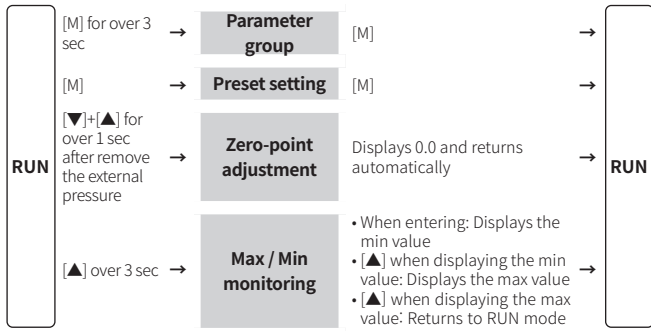 RUN
[M] for over 3
sec
→
Parameter
group
[M]
→
[M]
→
Preset setting
[M]
→
[▼]+[▲] for
over 1 sec
after remove
the external
pressure
→
Zero-point
adjustment
Displays 0.0 and returns
automatically
→
[▲] over 3 sec
→
Max / Min
monitoring
• When entering: Displays the
min value
• [▲] when displaying the min
value: Displays the max value
• [▲] when displaying the max
value: Returns to RUN mode
→
RUN